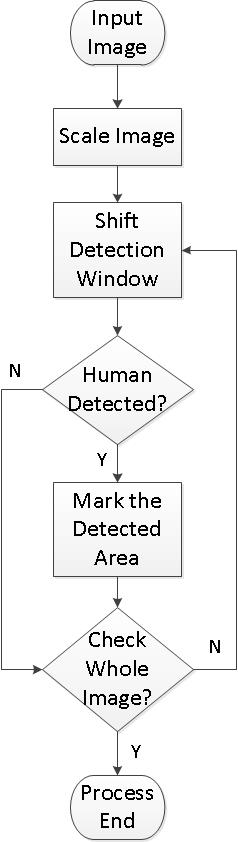 Input
Image
Scale Image
Shift
Detection
Window
Human
Detected?
N
Y
Mark the
Detected
Area
Check
Whole
Image?
N
Y
Process
End